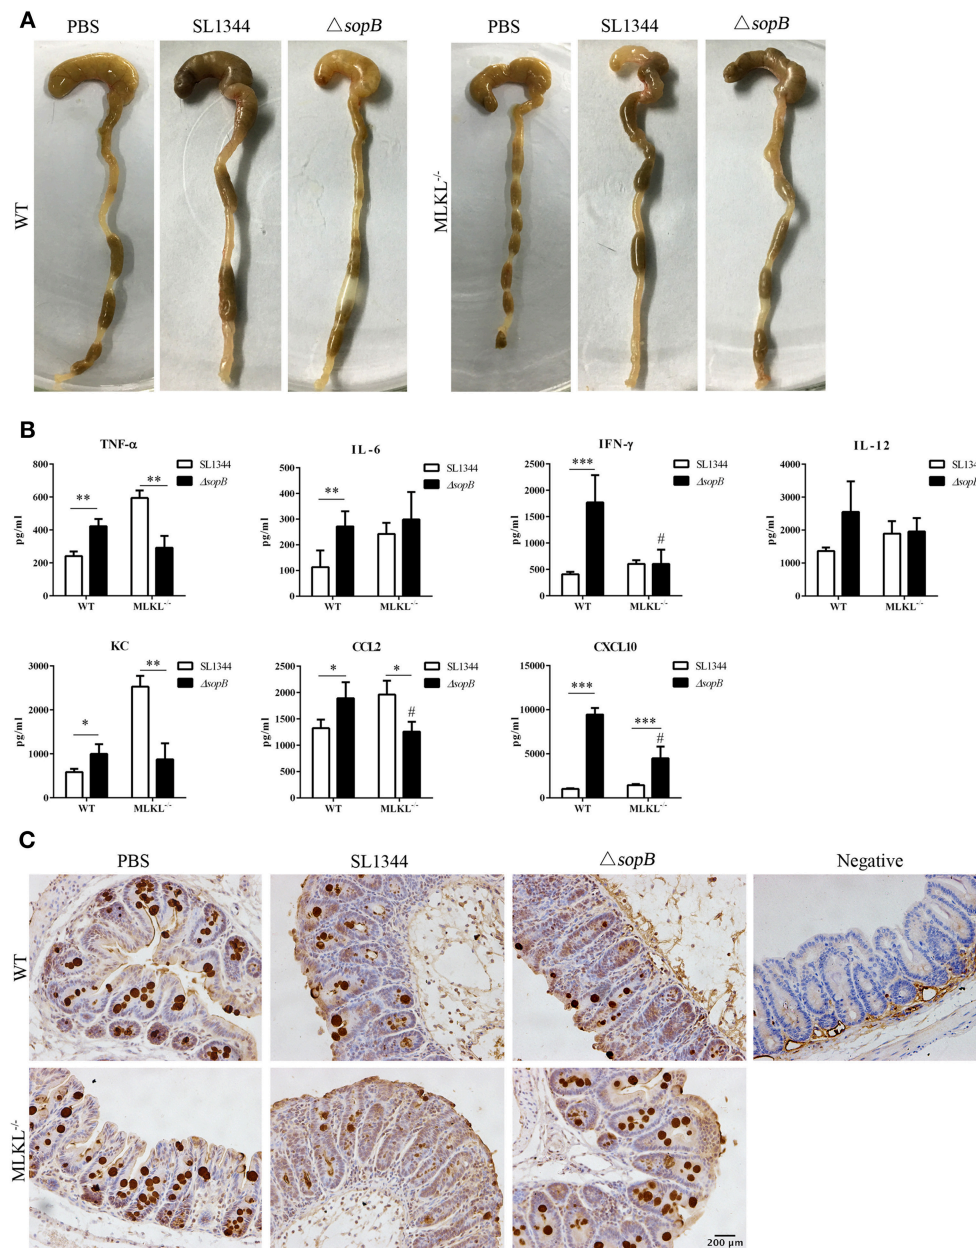 A
PBS SL1344 △sopB PBS SL1344 △sopB
WT
MLKL-/-
B
TNF-α
pg/ml
800
600
400
200
0
** **
WT MLKL-/-
SL1344
ΔsopB
IL-6
pg/ml
500
400
300
200
100
0
**
WT MLKL-/-
SL1344
ΔsopB
IFN-γ
pg/ml
2500
2000
1500
1000
500
0
***
#
WT MLKL-/-
SL1344
ΔsopB
IL-12
pg/ml
4000
3000
2000
1000
0
WT MLKL-/-
SL134
ΔsopB
KC
pg/ml
3000
2000
1000
0
* **
WT MLKL-/-
SL1344
ΔsopB
CCL2
pg/ml
2500
2000
1500
1000
500
0
* *
#
WT MLKL-/-
SL1344
ΔsopB
CXCL10
pg/ml
15000
10000
5000
0
*** ***
#
WT MLKL-/-
SL1344
ΔsopB
C
PBS SL1344 △sopB Negative
WT
MLKL-/-
200 μm